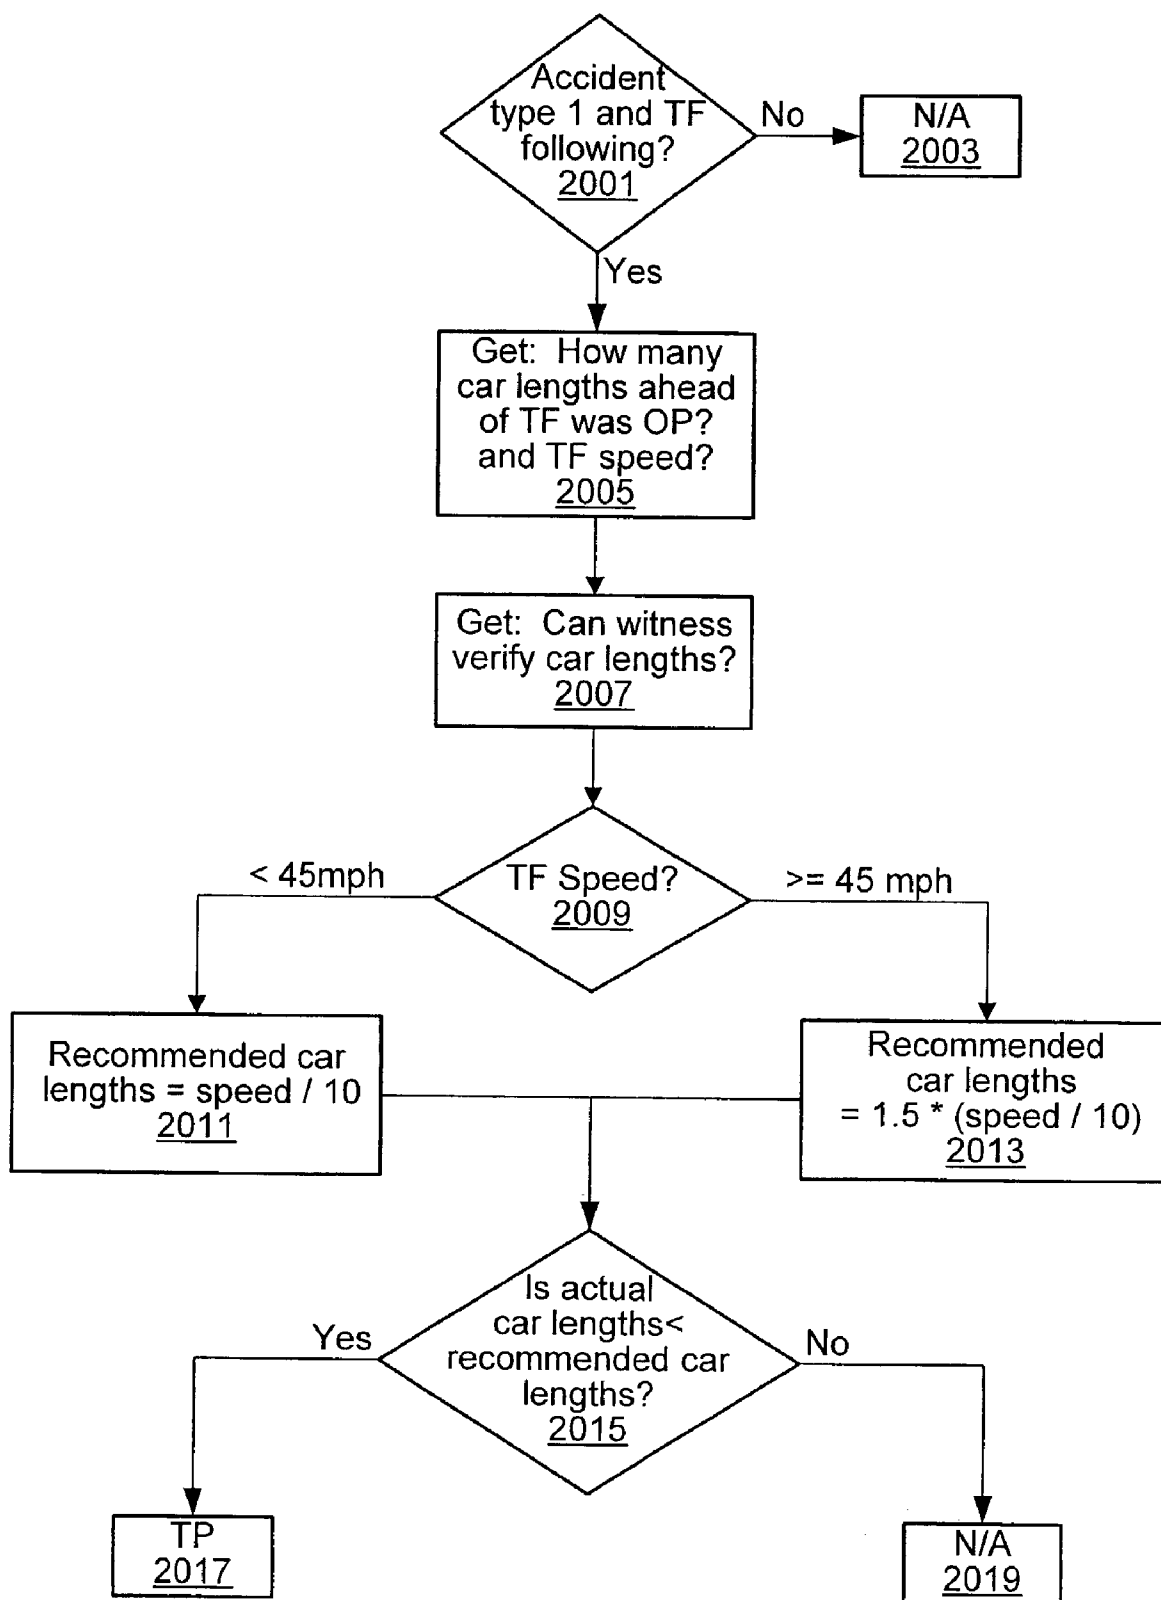 Accident
type 1 and TF
following?
2001
No
N/A
2003
Yes
Get: How many
car lengths ahead
of TF was OP?
and TF speed?
2005
Get: Can witness
verify car lengths?
2007
< 45mph
TF Speed?
2009
>= 45 mph
Recommended car
lengths = speed / 10
2011
Recommended
car lengths
= 1.5 * (speed / 10)
2013
Is actual
car lengths<
recommended car
lengths?
2015
Yes
No
TP
2017
N/A
2019